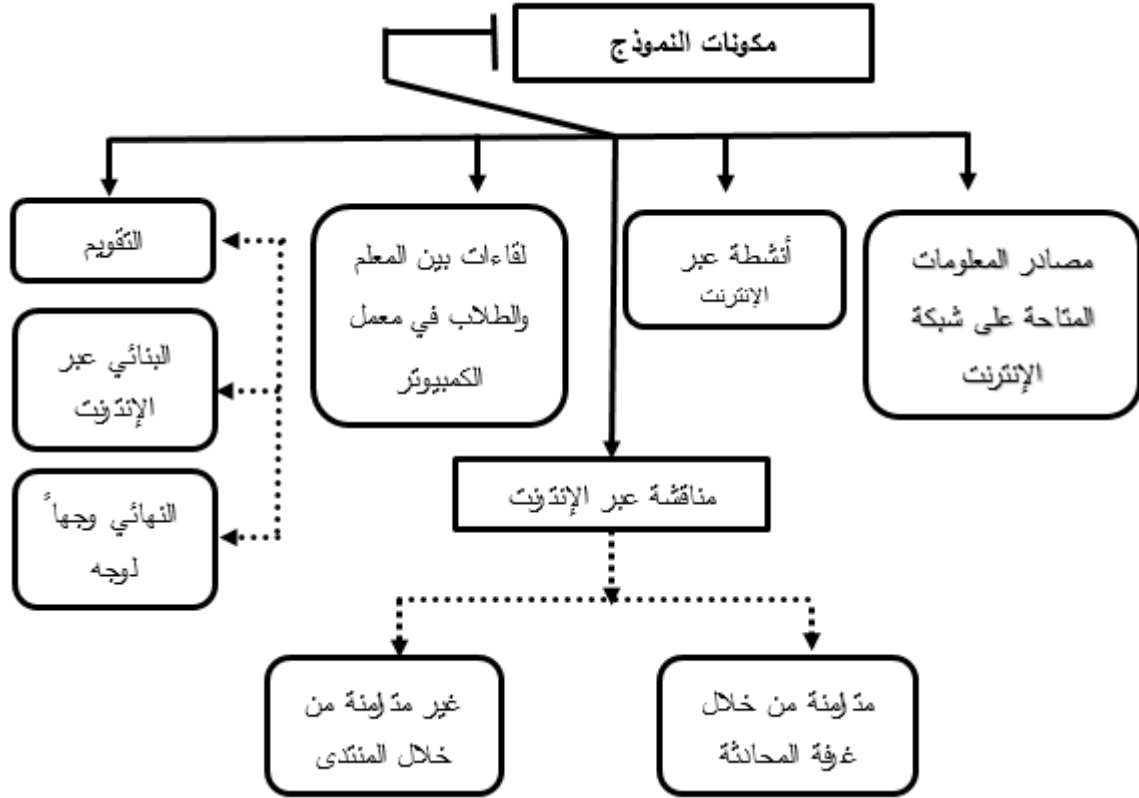 مكونات النموذج
مصادر المعلومات
المتاحة على شبكة
الإنترنت
أنشطة عبر
الإنترنت
لقاءات بين المعلم
والطلاب في معمل
الكمبيوتر
التقويم
البنائي عبر
الإنترنت
النهائي وجهاً
لوجه
مناقشة عبر الإنترنت
متزامنة من خلال
غرفة المحادثة
غير متزامنة من
خلال المنتدى